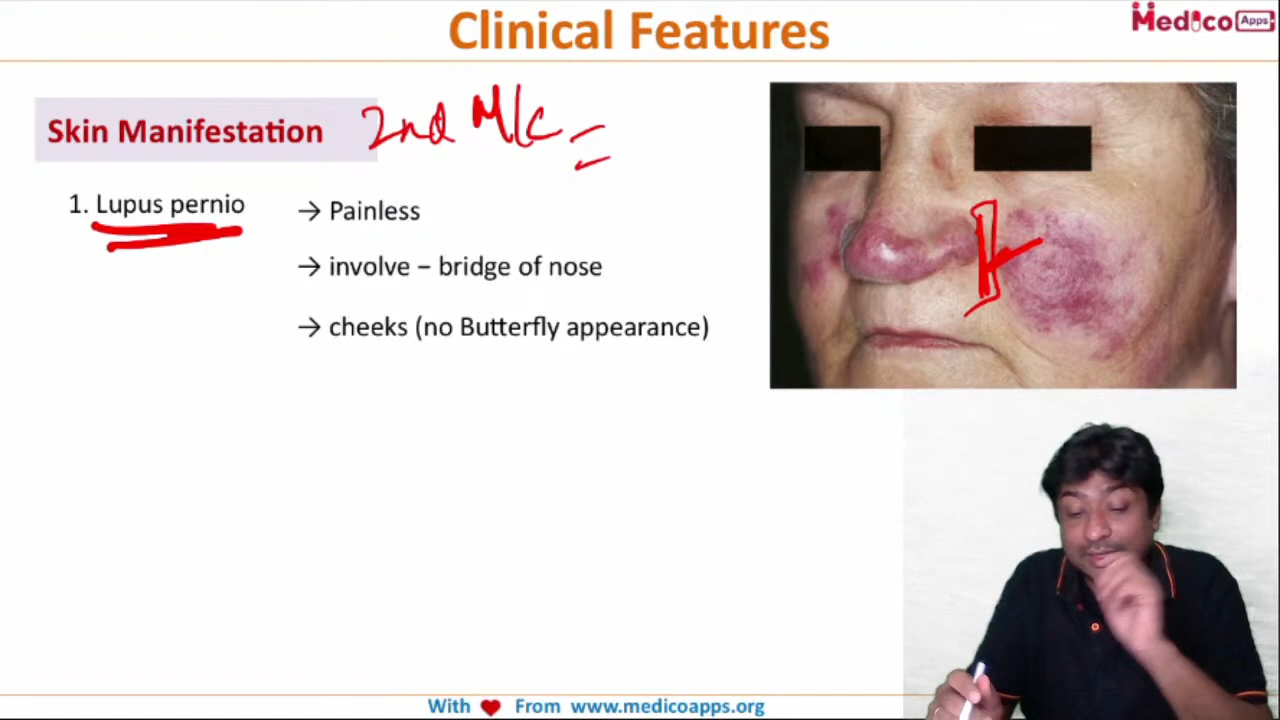 Clinical Features
Medico Apps
Skin Manifestation 2nd M/C
1. Lupus pernio → Painless
→ involve – bridge of nose
→ cheeks (no Butterfly appearance)
With ❤ From www.medicoapps.org